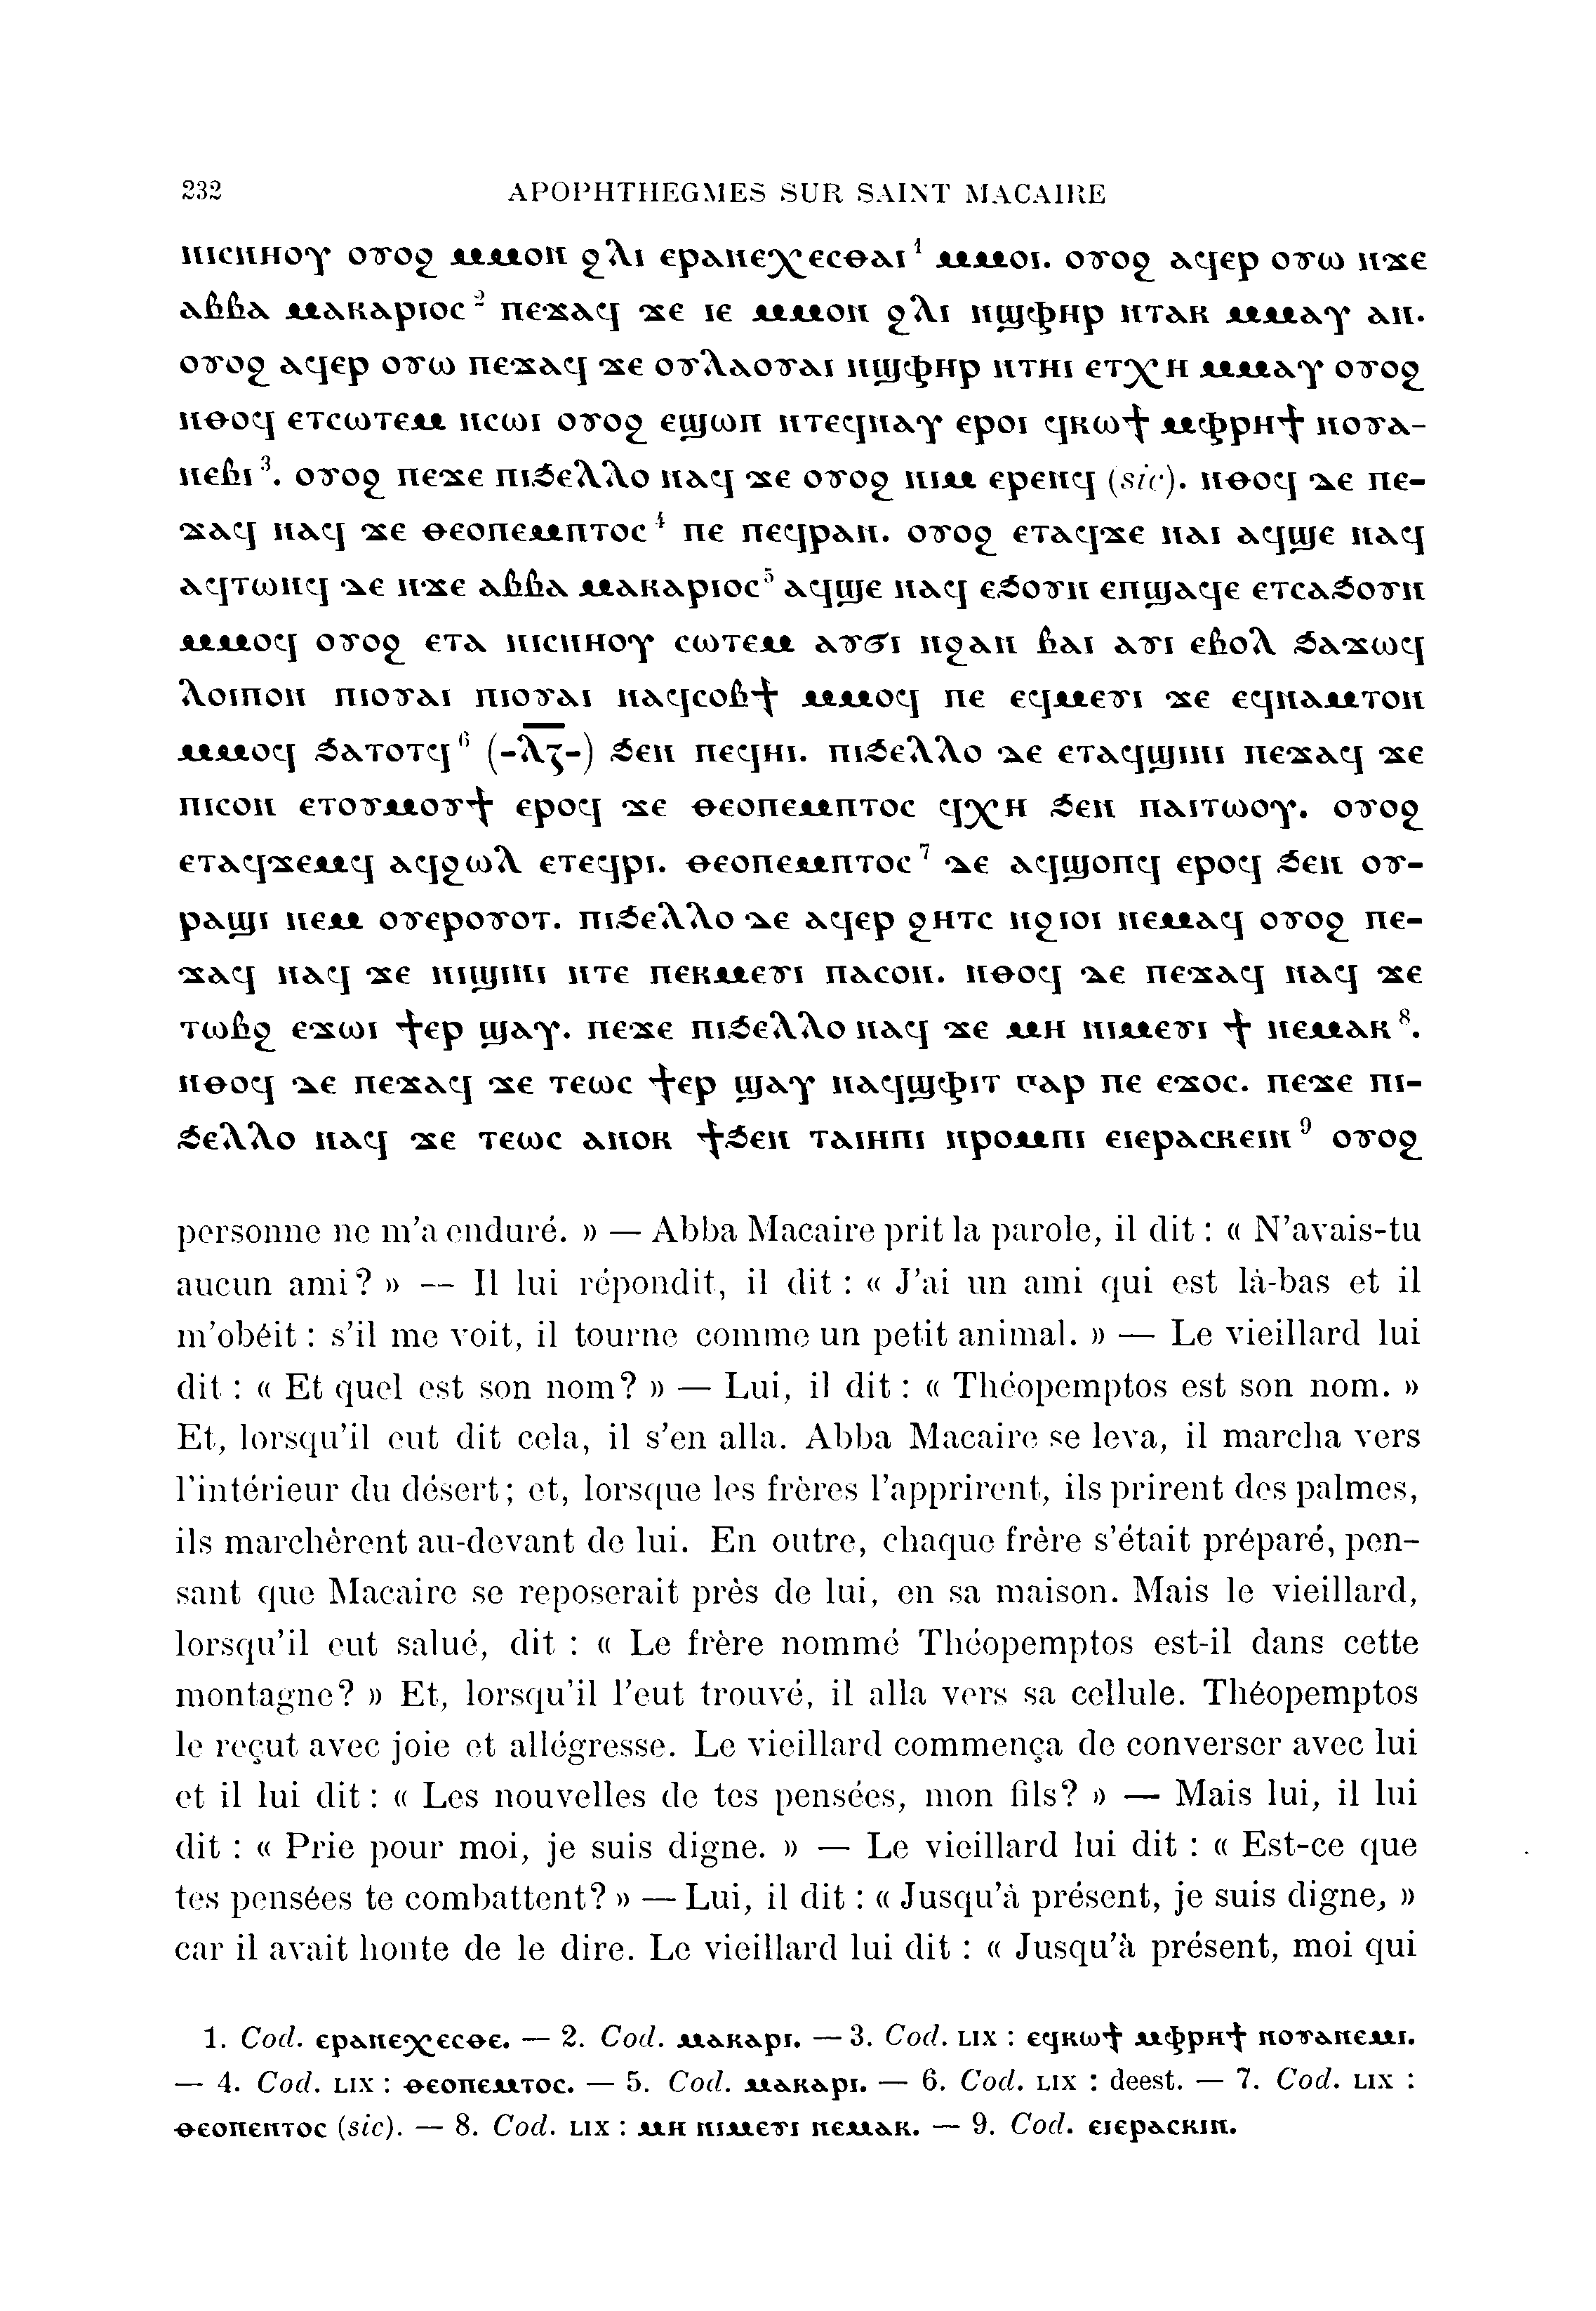 232 APOPHTHEGMES SUR SAINT MACAIRE
ⲛⲓⲥⲛⲏⲟⲩ ⲟⲩⲟϩ ⲙⲙⲟⲛ ϩⲗⲓ ⲉⲣⲁⲛⲉⲭⲉⲥⲑⲁⲓ¹ ⲙⲙⲟⲓ. ⲟⲩⲟϩ ⲁϥⲉⲣ ⲟⲩⲱ ⲛϫⲉ
ⲁⲃⲃⲁ ⲙⲁⲕⲁⲣⲓⲟⲥ² ⲡⲉϫⲁϥ ϫⲉ ⲓⲉ ⲙⲙⲟⲛ ϩⲗⲓ ⲛϣⲫⲏⲣ ⲛⲧⲁⲕ ⲙⲙⲁⲩ ⲁⲛ.
ⲟⲩⲟϩ ⲁϥⲉⲣ ⲟⲩⲱ ⲡⲉϫⲁϥ ϫⲉ ⲟⲩⲗⲁⲟⲩⲁⲓ ⲛϣⲫⲏⲣ ⲛⲧⲏⲓ ⲉⲧⲭⲏ ⲙⲙⲁⲩ ⲟⲩⲟϩ
ⲛⲑⲟϥ ⲉⲧⲥⲱⲧⲉⲙ ⲛⲥⲱⲓ ⲟⲩⲟϩ ⲉϣⲱⲡ ⲛⲧⲉϥⲛⲁⲩ ⲉⲣⲟⲓ ϥⲕⲱϯ ⲙⲫⲣⲏϯ ⲛⲟⲩⲁ-
ⲛⲉⲃⲓ³. ⲟⲩⲟϩ ⲡⲉϫⲉ ⲡⲓϧⲉⲗⲗⲟ ⲛⲁϥ ϫⲉ ⲟⲩⲟϩ ⲛⲓⲙ ⲉⲣⲉⲛϥ (sic). ⲛⲑⲟϥ ⲇⲉ ⲡⲉ-
ϫⲁϥ ⲛⲁϥ ϫⲉ ⲑⲉⲟⲡⲉⲙⲡⲧⲟⲥ⁴ ⲡⲉ ⲡⲉϥⲣⲁⲛ. ⲟⲩⲟϩ ⲉⲧⲁϥϫⲉ ⲛⲁⲓ ⲁϥϣⲉ ⲛⲁϥ
ⲁϥⲧⲱⲛϥ ⲇⲉ ⲛϫⲉ ⲁⲃⲃⲁ ⲙⲁⲕⲁⲣⲓⲟⲥ⁵ ⲁϥϣⲉ ⲛⲁϥ ⲉϧⲟⲩⲛ ⲉⲡϣⲁϥⲉ ⲉⲧⲥⲁϧⲟⲩⲛ
ⲙⲙⲟϥ ⲟⲩⲟϩ ⲉⲧⲁ ⲛⲓⲥⲛⲏⲟⲩ ⲥⲱⲧⲉⲙ ⲁⲩϭⲓ ⲛϩⲁⲛ ⲃⲁⲓ ⲁⲩⲓ ⲉⲃⲟⲗ ϧⲁϫⲱϥ
ⲗⲟⲓⲡⲟⲛ ⲡⲓⲟⲩⲁⲓ ⲡⲓⲟⲩⲁⲓ ⲛⲁϥⲥⲟⲃϯ ⲙⲙⲟϥ ⲡⲉ ⲉϥⲙⲉⲩⲓ ϫⲉ ⲉϥⲛⲁⲙⲧⲟⲛ
ⲙⲙⲟϥ ϧⲁⲧⲟⲧϥ⁶ (-ⲗ̅ⲍ̅-) ϧⲉⲛ ⲡⲉϥⲏⲓ. ⲡⲓϧⲉⲗⲗⲟ ⲇⲉ ⲉⲧⲁϥϣⲓⲛⲓ ⲡⲉϫⲁϥ ϫⲉ
ⲡⲓⲥⲟⲛ ⲉⲧⲟⲩⲙⲟⲩϯ ⲉⲣⲟϥ ϫⲉ ⲑⲉⲟⲡⲉⲙⲡⲧⲟⲥ ϥⲭⲏ ϧⲉⲛ ⲡⲁⲓⲧⲱⲟⲩ. ⲟⲩⲟϩ
ⲉⲧⲁϥϫⲉⲙϥ ⲁϥϩⲱⲗ ⲉⲧⲉϥⲣⲓ. ⲑⲉⲟⲡⲉⲙⲡⲧⲟⲥ⁷ ⲇⲉ ⲁϥϣⲟⲡϥ ⲉⲣⲟϥ ϧⲉⲛ ⲟⲩ-
ⲣⲁϣⲓ ⲛⲉⲙ ⲟⲩⲉⲣⲟⲩⲟⲧ. ⲡⲓϧⲉⲗⲗⲟ ⲇⲉ ⲁϥⲉⲣ ϩⲏⲧⲥ ⲛϩⲓⲟⲓ ⲛⲉⲙⲁϥ ⲟⲩⲟϩ ⲡⲉ-
ϫⲁϥ ⲛⲁϥ ϫⲉ ⲛⲓϣⲓⲛⲓ ⲛⲧⲉ ⲡⲉⲕⲙⲉⲩⲓ ⲡⲁⲥⲟⲛ. ⲛⲑⲟϥ ⲇⲉ ⲡⲉϫⲁϥ ⲛⲁϥ ϫⲉ
ⲧⲱⲃϩ ⲉϫⲱⲓ ϯⲉⲣ ϣⲁⲩ. ⲡⲉϫⲉ ⲡⲓϧⲉⲗⲗⲟ ⲛⲁϥ ϫⲉ ⲙⲏ ⲛⲓⲙⲉⲩⲓ ϯ ⲛⲉⲙⲁⲕ⁸.
ⲛⲑⲟϥ ⲇⲉ ⲡⲉϫⲁϥ ϫⲉ ⲧⲉⲱⲥ ϯⲉⲣ ϣⲁⲩ ⲛⲁϥϣⲫⲓⲧ ⲅⲁⲣ ⲡⲉ ⲉϫⲟⲥ. ⲡⲉϫⲉ ⲡⲓ-
ϧⲉⲗⲗⲟ ⲛⲁϥ ϫⲉ ⲧⲉⲱⲥ ⲁⲛⲟⲕ ϯϧⲉⲛ ⲧⲁⲓⲏⲡⲓ ⲛⲣⲟⲙⲡⲓ ⲉⲓⲉⲣⲁⲥⲕⲉⲓⲛ⁹ ⲟⲩⲟϩ
personne ne m'a enduré. » — Abba Macaire prit la parole, il dit : « N'avais-tu
aucun ami? » — Il lui répondit, il dit : « J'ai un ami qui est là-bas et il
m'obéit : s'il me voit, il tourne comme un petit animal. » — Le vieillard lui
dit : « Et quel est son nom? » — Lui, il dit : « Théopemptos est son nom. »
Et, lorsqu'il eut dit cela, il s'en alla. Abba Macaire se leva, il marcha vers
l'intérieur du désert; et, lorsque les frères l'apprirent, ils prirent des palmes,
ils marchèrent au-devant de lui. En outre, chaque frère s'était préparé, pen-
sant que Macaire se reposerait près de lui, en sa maison. Mais le vieillard,
lorsqu'il eut salué, dit : « Le frère nommé Théopemptos est-il dans cette
montagne? » Et, lorsqu'il l'eut trouvé, il alla vers sa cellule. Théopemptos
le reçut avec joie et allégresse. Le vieillard commença de converser avec lui
et il lui dit : « Les nouvelles de tes pensées, mon fils? » — Mais lui, il lui
dit : « Prie pour moi, je suis digne. » — Le vieillard lui dit : « Est-ce que
tes pensées te combattent? » — Lui, il dit : « Jusqu'à présent, je suis digne, »
car il avait honte de le dire. Le vieillard lui dit : « Jusqu'à présent, moi qui
1. Cod. ⲉⲣⲁⲛⲉⲭⲉⲥⲑⲉ. — 2. Cod. ⲙⲁⲕⲁⲣⲓ. — 3. Cod. LIX : ⲉϥⲕⲱϯ ⲙⲫⲣⲏϯ ⲛⲟⲩⲁⲛⲉⲙⲓ.
— 4. Cod. LIX : ⲑⲉⲟⲡⲉⲙⲧⲟⲥ. — 5. Cod. ⲙⲁⲕⲁⲣⲓ. — 6. Cod. LIX : deest. — 7. Cod. LIX :
ⲑⲉⲟⲡⲉⲛⲧⲟⲥ (sic). — 8. Cod. LIX : ⲙⲏ ⲛⲓⲙⲉⲩⲓ ⲛⲉⲙⲁⲕ. — 9. Cod. ⲉⲓⲉⲣⲁⲥⲕⲓⲛ.